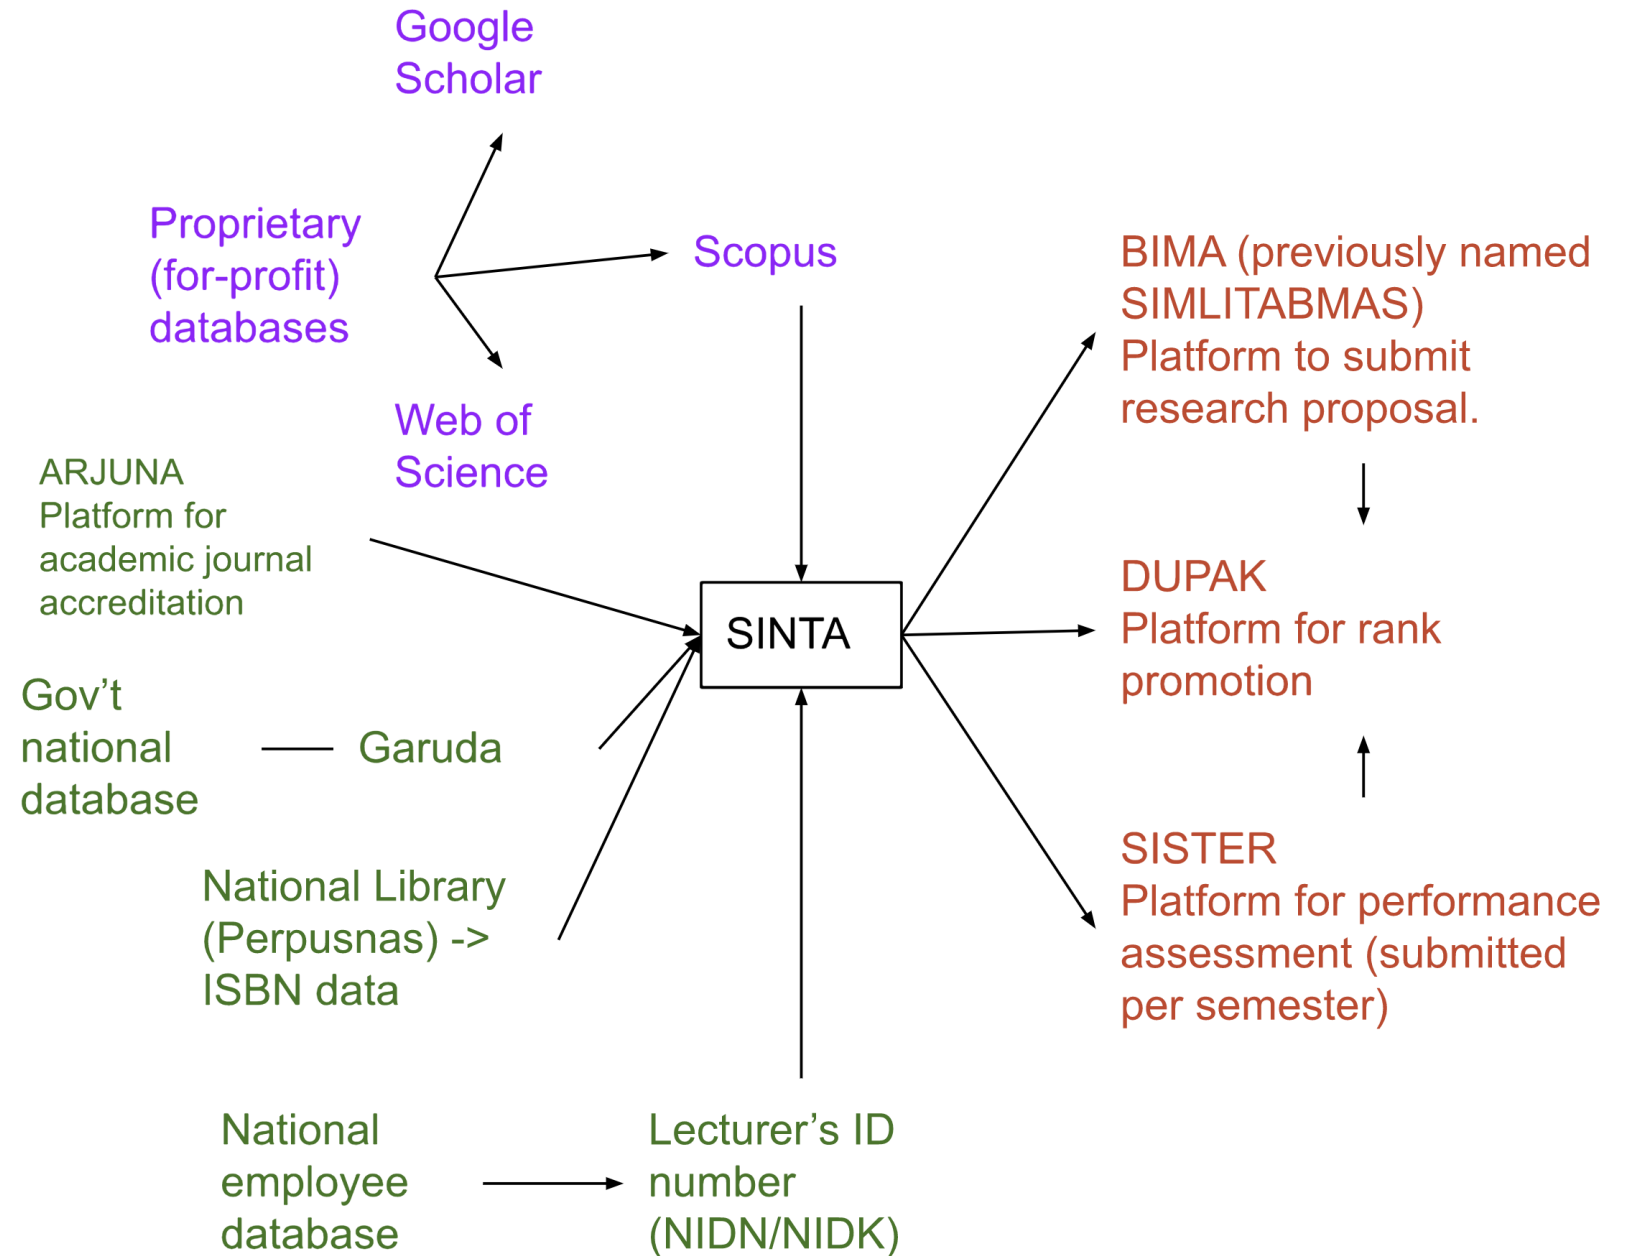 Google
Scholar
Proprietary
(for-profit)
databases
Scopus
Web of
Science
BIMA (previously named
SIMLITABMAS)
Platform to submit
research proposal.
ARJUNA
Platform for
academic journal
accreditation
SINTA
DUPAK
Platform for rank
promotion
Gov’t
national
database
Garuda
National Library
(Perpusnas) ->
ISBN data
SISTER
Platform for performance
assessment (submitted
per semester)
National
employee
database
Lecturer’s ID
number
(NIDN/NIDK)